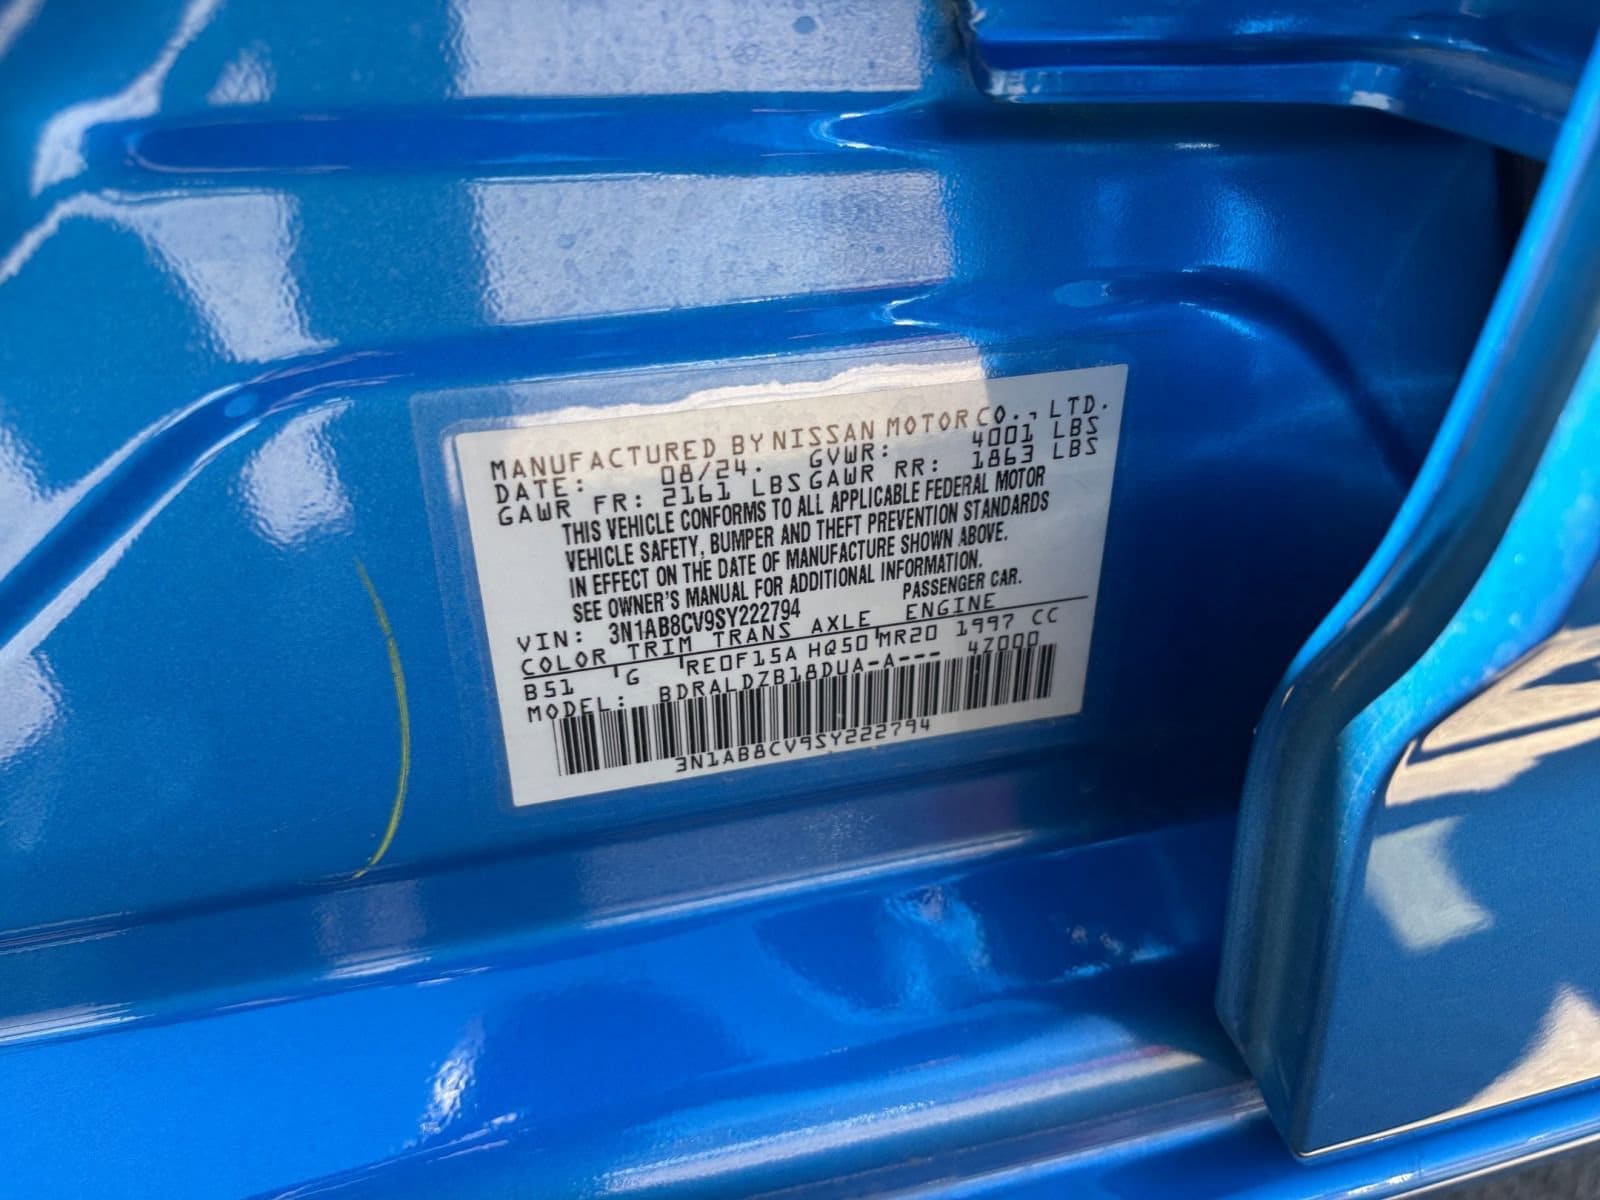 MANUFACTURED BY NISSAN MOTOR CO., LTD.
DATE: 08/24. GVWR: 4001 LBS
GAWR FR: 2161 LBS GAWR RR: 1863 LBS
THIS VEHICLE CONFORMS TO ALL APPLICABLE FEDERAL MOTOR
VEHICLE SAFETY, BUMPER AND THEFT PREVENTION STANDARDS
IN EFFECT ON THE DATE OF MANUFACTURE SHOWN ABOVE.
SEE OWNER'S MANUAL FOR ADDITIONAL INFORMATION.
VIN: 3N1AB8CV9SY222794 PASSENGER CAR.
COLOR TRIM TRANS AXLE ENGINE
B51 'G 'RE0F15A HQ50'MR20 1997 CC
MODEL: BDRALDZB18DUA-A--- 4Z000
3N1AB8CV9SY222794